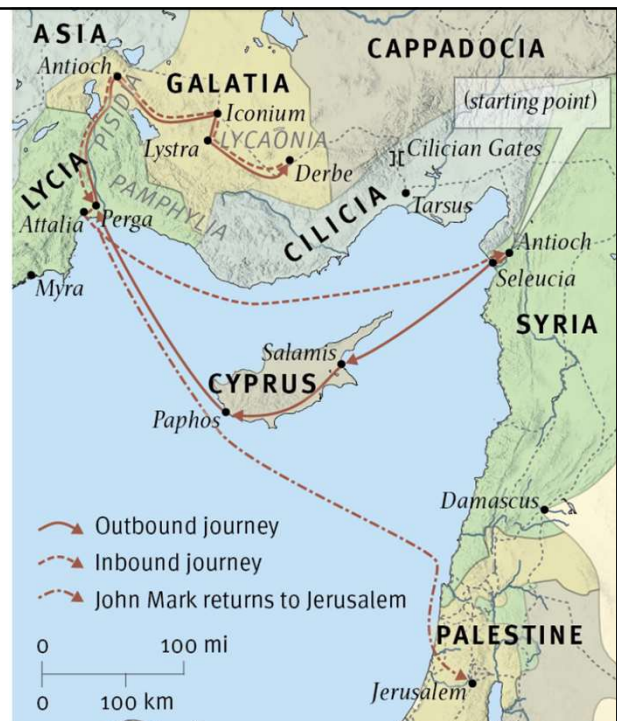 ASIA
CAPPADOCIA
Antioch
GALATIA
(starting point)
PISIDIA
Iconium
LYCAONIA
Lystra
Cilician Gates
Derbe
LYCIA
PAMPHYLIA
CILICIA
Tarsus
Attalia
Perga
Antioch
Seleucia
Myra
SYRIA
Salamis
CYPRUS
Paphos
Damascus
Outbound journey
Inbound journey
John Mark returns to Jerusalem
PALESTINE
0 100 mi
0 100 km
Jerusalem